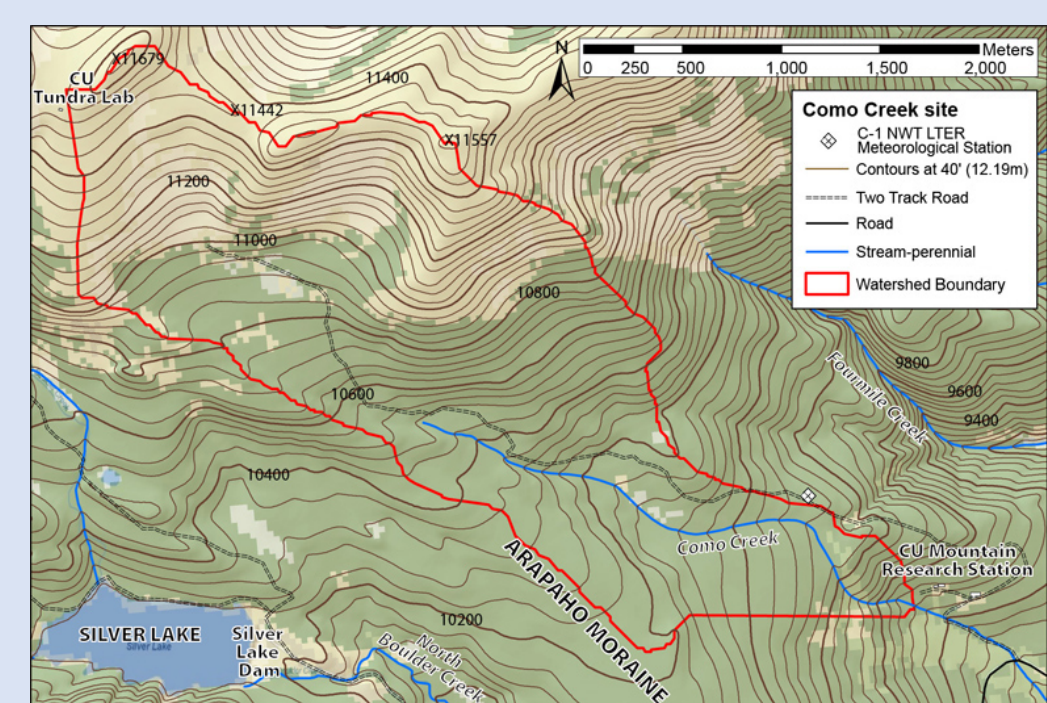 X11679
CU
Tundra Lab
11400
N
Meters
0 250 500 1,000 1,500 2,000
X11442
X11557
Como Creek site
C-1 NWT LTER
Meteorological Station
Contours at 40' (12.19m)
Two Track Road
Road
Stream-perennial
Watershed Boundary
11200
11000
10800
9800
9600
9400
Fourmile Creek
10600
10400
Como Creek
CU Mountain
Research Station
ARAPAHO MORAINE
10200
SILVER LAKE
Silver Lake
Silver
Lake
Dam
North
Boulder Creek